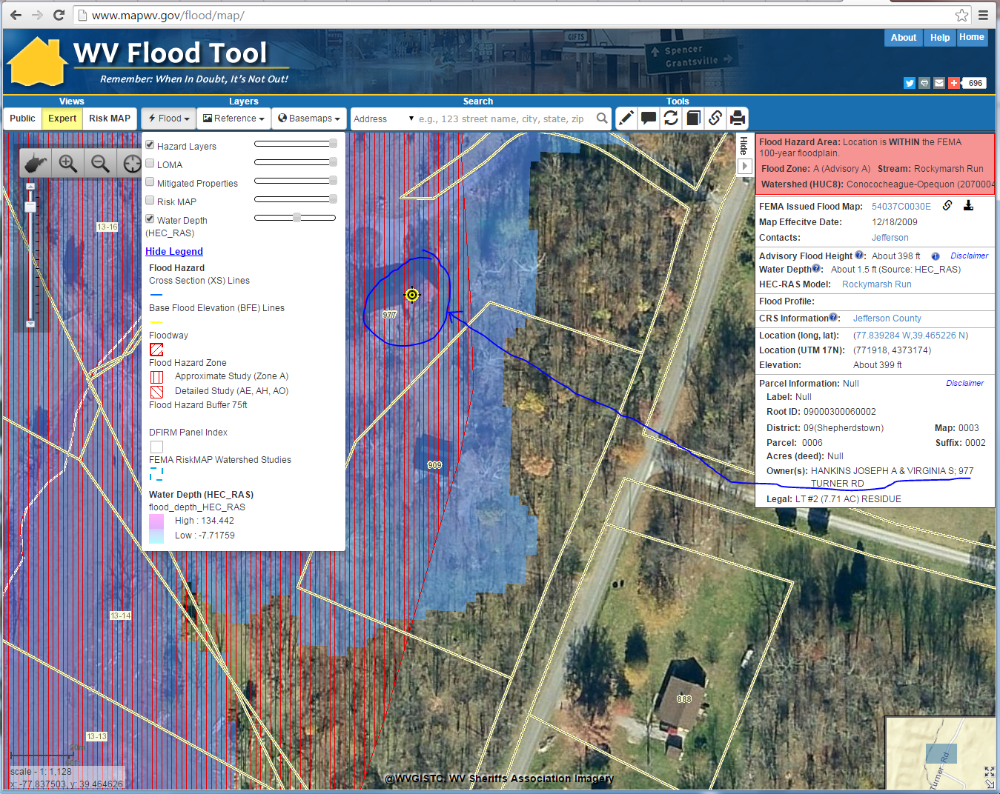 www.mapwv.gov/flood/map/
WV Flood Tool
Remember: When In Doubt, It's Not Out!
GIFTS
Spencer
Grantsville
About Help Home
696
Views Layers Search Tools
Public Expert Risk MAP Flood Reference Basemaps Address e.g., 123 street name, city, state, zip
Hazard Layers
LOMA
Mitigated Properties
Risk MAP
Water Depth
(HEC_RAS)
Hide Legend
Flood Hazard
Cross Section (XS) Lines
Base Flood Elevation (BFE) Lines
Floodway
Flood Hazard Zone
Approximate Study (Zone A)
Detailed Study (AE, AH, AO)
Flood Hazard Buffer 75ft
DFIRM Panel Index
FEMA RiskMAP Watershed Studies
Water Depth (HEC_RAS)
flood_depth_HEC_RAS
High : 134.442
Low : -7.71759
13-16
13-14
13-13
977
909
888
Hide
Flood Hazard Area: Location is WITHIN the FEMA
100-year floodplain.
Flood Zone: A (Advisory A) Stream: Rockymarsh Run
Watershed (HUC8): Conococheague-Opequon (2070004
FEMA Issued Flood Map: 54037C0030E
Map Effecitve Date: 12/18/2009
Contacts: Jefferson
Advisory Flood Height ?: About 398 ft i Disclaimer
Water Depth?: About 1.5 ft (Source: HEC_RAS)
HEC-RAS Model: Rockymarsh Run
Flood Profile:
CRS Information?: Jefferson County
Location (long, lat): (77.839284 W,39.465226 N)
Location (UTM 17N): (771918, 4373174)
Elevation: About 399 ft
Parcel Information: Null Disclaimer
Label: Null
Root ID: 09000300060002
District: 09(Shepherdstown) Map: 0003
Parcel: 0006 Suffix: 0002
Acres (deed): Null
Owner(s): HANKINS JOSEPH A & VIRGINIA S; 977
TURNER RD
Legal: LT #2 (7.71 AC) RESIDUE
20m
scale - 1: 1,128
x: -77.837503, y: 39.464626
@WVGISTC, WV Sheriffs Association Imagery
Turner Rd